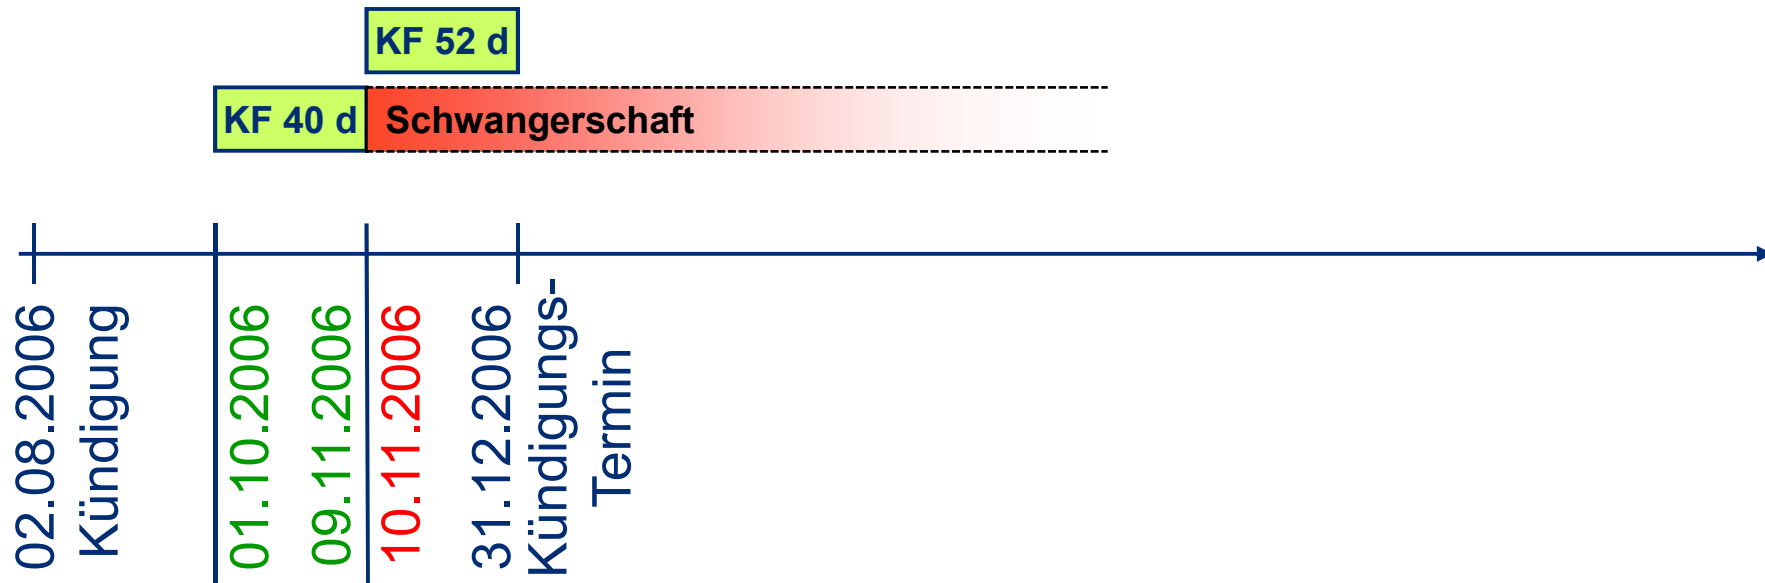 KF 52 d
KF 40 d
Schwangerschaft
02.08.2006
Kündigung
01.10.2006
09.11.2006
10.11.2006
31.12.2006
Kündigungs-
Termin